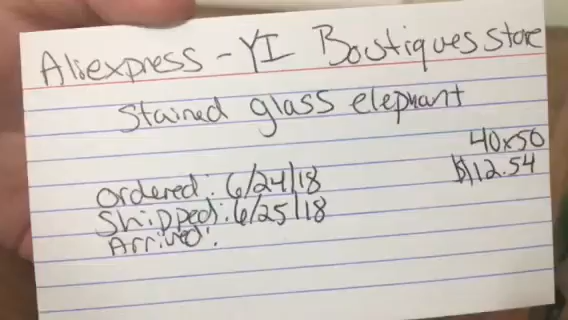 Aliexpress - YI Boutiques store
Stained glass elephant
40x50
$12.54
Ordered: 6/24/18
Shipped: 6/25/18
Arrived: